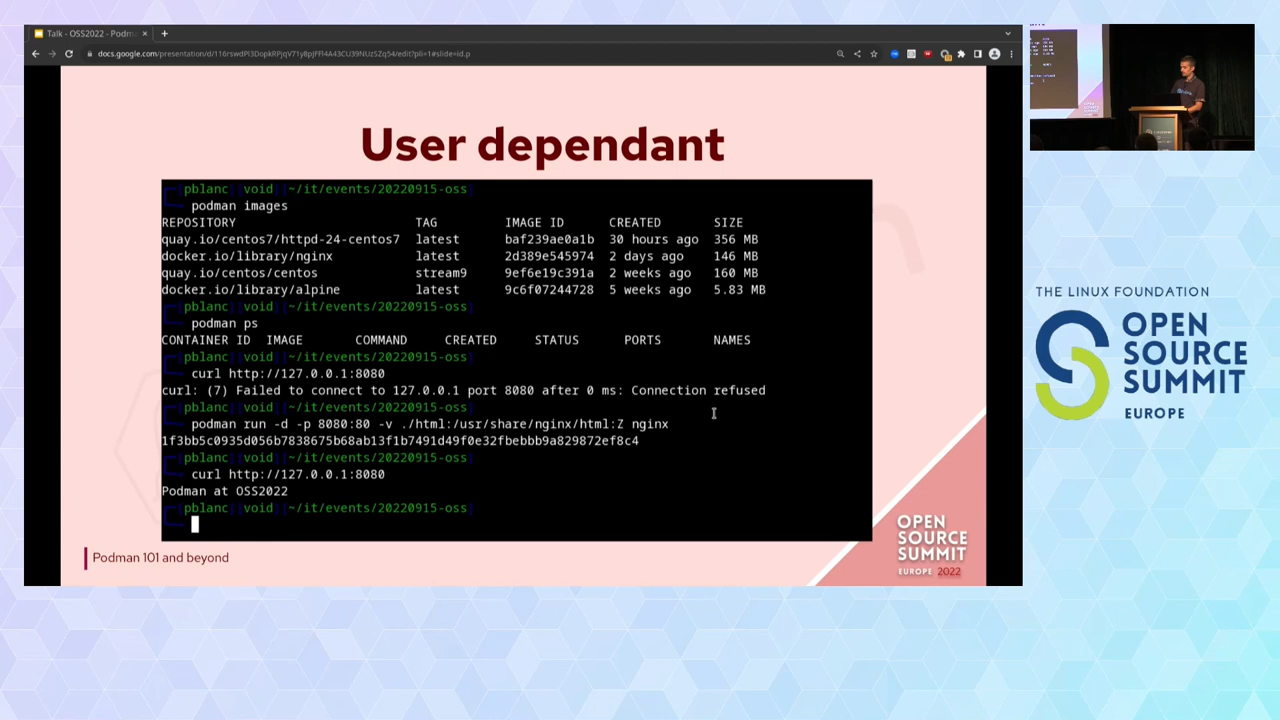 Talk - OSS2022 - Podm
docs.google.com/presentation/d/116rswdPl3DopkRPjqV71y8pJFfl4A43CU39NUzSZq54/edit?pli=1#slide=id.p
User dependant
pblanc void ~/it/events/20220915-oss
podman images
REPOSITORY TAG IMAGE ID CREATED SIZE
quay.io/centos7/httpd-24-centos7 latest baf239ae0a1b 30 hours ago 356 MB
docker.io/library/nginx latest 2d389e545974 2 days ago 146 MB
quay.io/centos/centos stream9 9ef6e19c391a 2 weeks ago 160 MB
docker.io/library/alpine latest 9c6f07244728 5 weeks ago 5.83 MB
pblanc void ~/it/events/20220915-oss
podman ps
CONTAINER ID IMAGE COMMAND CREATED STATUS PORTS NAMES
pblanc void ~/it/events/20220915-oss
curl http://127.0.0.1:8080
curl: (7) Failed to connect to 127.0.0.1 port 8080 after 0 ms: Connection refused
pblanc void ~/it/events/20220915-oss
podman run -d -p 8080:80 -v ./html:/usr/share/nginx/html:Z nginx
1f3bb5c0935d056b7838675b68ab13f1b7491d49f0e32fbebbb9a829872ef8c4
pblanc void ~/it/events/20220915-oss
curl http://127.0.0.1:8080
Podman at OSS2022
pblanc void ~/it/events/20220915-oss
Podman 101 and beyond
OPEN
SOURCE
SUMMIT
EUROPE 2022
THE LINUX FOUNDATION
OPEN
SOURCE
SUMMIT
EUROPE